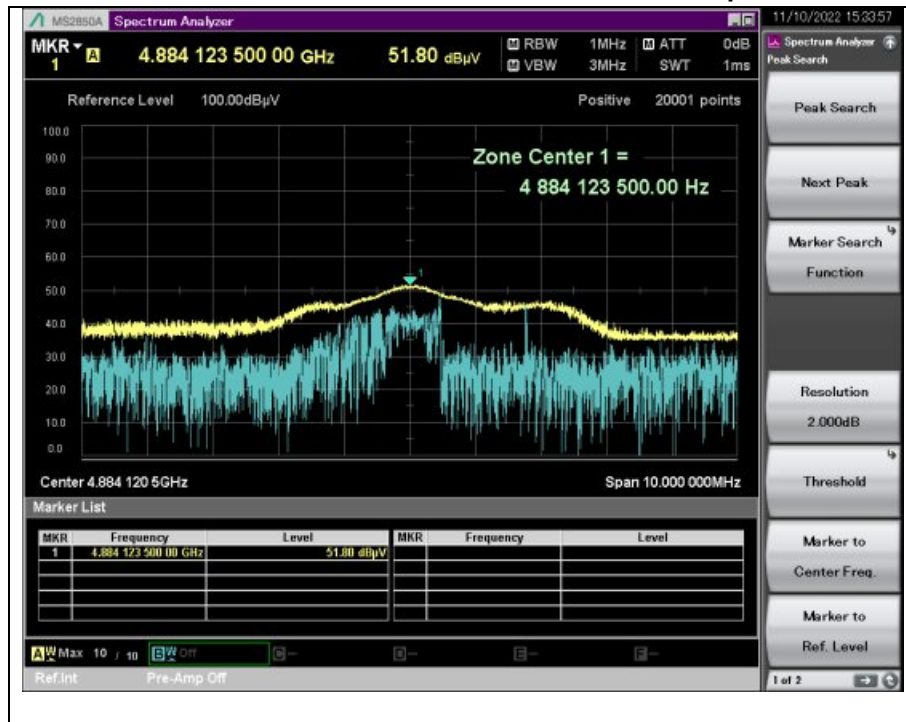 MS2850A Spectrum Analyzer
11/10/2022 15:33:57
MKR 1 A 4.884 123 500 00 GHz 51.80 dBµV
M RBW 1MHz M ATT 0dB
M VBW 3MHz SWT 1ms
Reference Level 100.00dBµV Positive 20001 points
100.0
90.0
80.0
70.0
60.0
50.0
40.0
30.0
20.0
10.0
0.0
Zone Center 1 =
4 884 123 500.00 Hz
1
Center 4.884 120 5GHz Span 10.000 000MHz
Marker List
MKR Frequency Level MKR Frequency Level
1 4.884 123 500 00 GHz 51.80 dBµV
A W Max 10 / 10 B W Off C -- D -- E -- F --
Ref.Int Pre-Amp Off
Spectrum Analyzer
Peak Search
Peak Search
Next Peak
Marker Search
Function
Resolution
2.000dB
Threshold
Marker to
Center Freq.
Marker to
Ref. Level
1 of 2